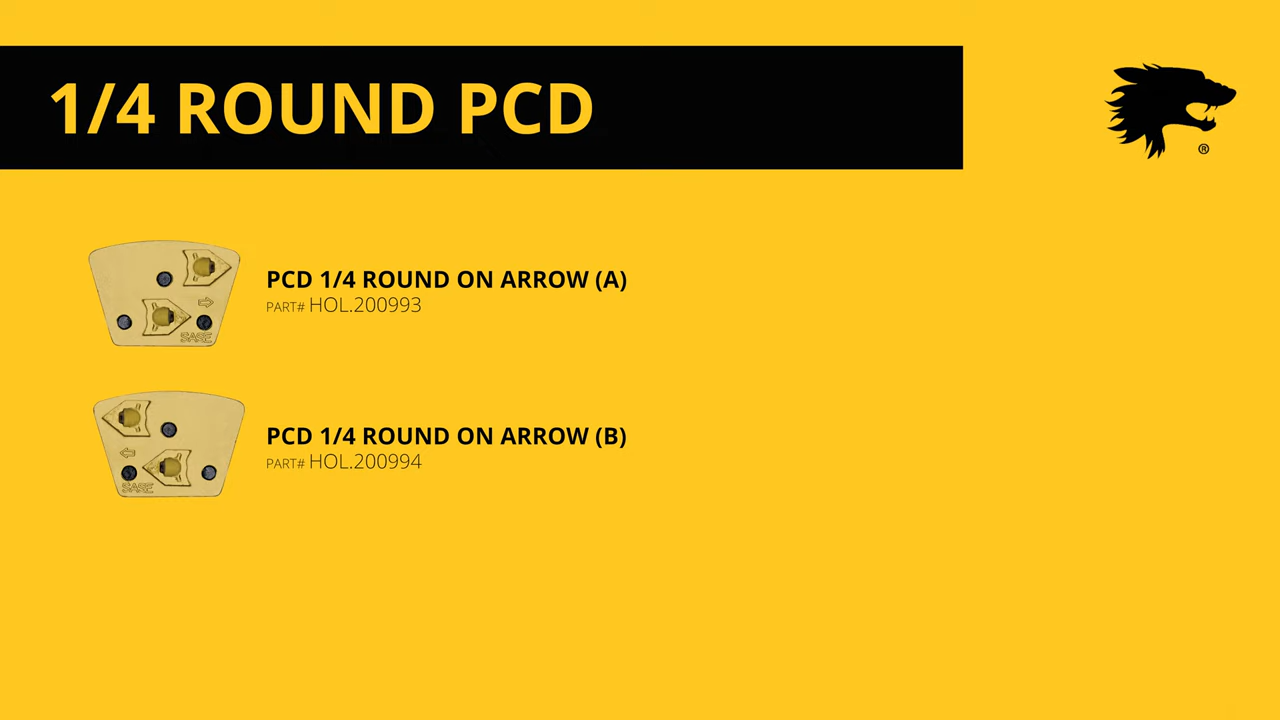 1/4 ROUND PCD
®
PCD 1/4 ROUND ON ARROW (A)
PART# HOL.200993
SASE
PCD 1/4 ROUND ON ARROW (B)
PART# HOL.200994
SASE